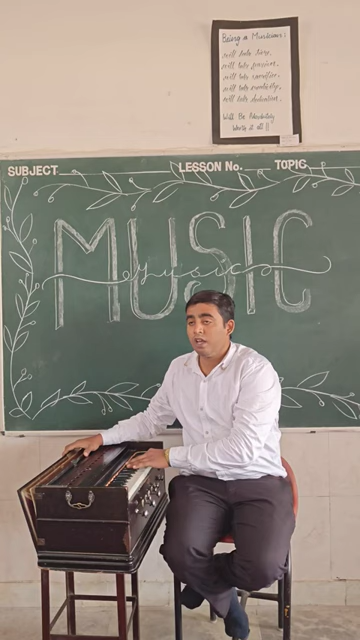 Being a Musician:
will take time,
will take passion,
will take sacrifice,
will take creativity,
will take dedication,
Will Be Absolutely
Worth it all!!
SUBJECT LESSON No. TOPIC
MUSIC
Music